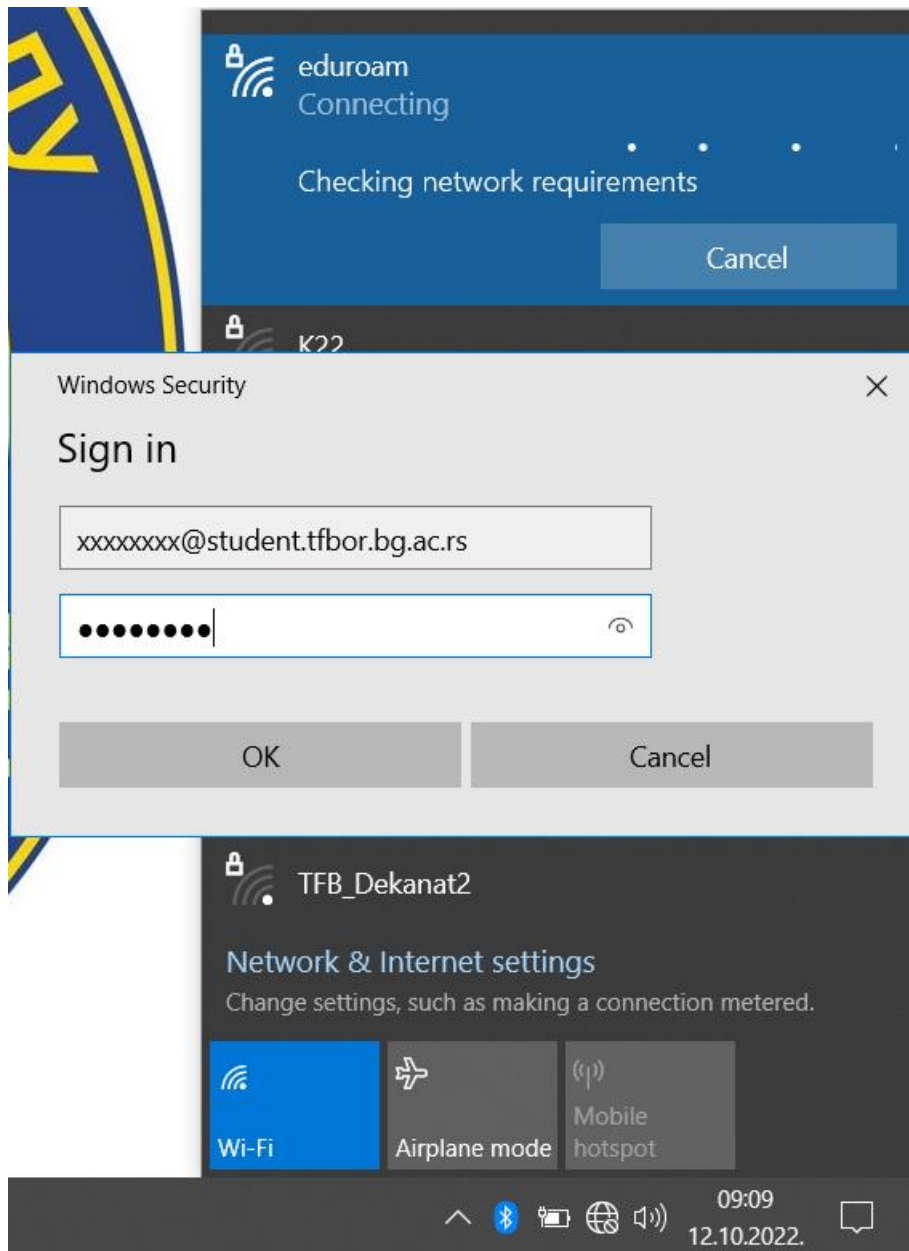 ПУ
eduroam
Connecting
Checking network requirements
Cancel
K22
Windows Security
Sign in
xxxxxxxx@student.tfbor.bg.ac.rs
••••••••
OK
Cancel
TFB_Dekanat2
Network & Internet settings
Change settings, such as making a connection metered.
Wi-Fi
Airplane mode
Mobile
hotspot
09:09
12.10.2022.